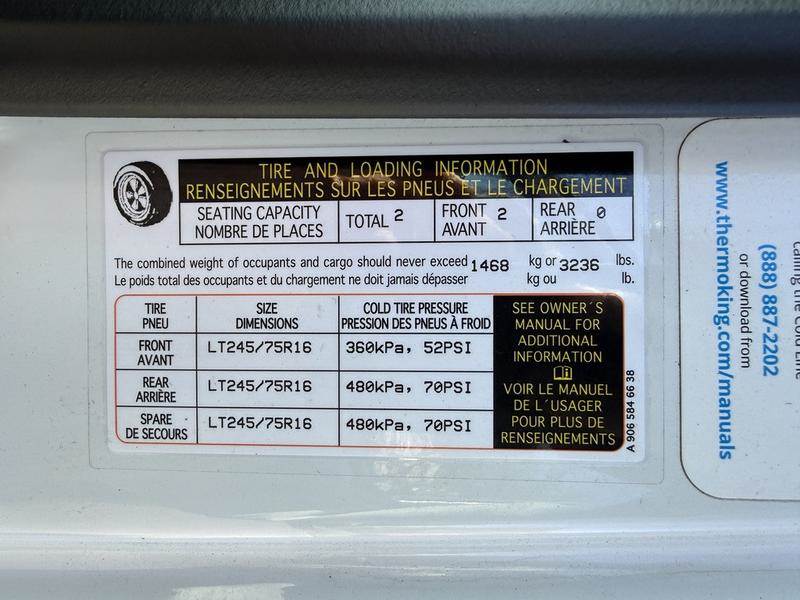 TIRE AND LOADING INFORMATION
RENSEIGNEMENTS SUR LES PNEUS ET LE CHARGEMENT
SEATING CAPACITY
NOMBRE DE PLACES
TOTAL 2
FRONT 2
AVANT
REAR 0
ARRIÈRE
The combined weight of occupants and cargo should never exceed 1468 kg or 3236 lbs.
Le poids total des occupants et du chargement ne doit jamais dépasser kg ou lb.
TIRE
PNEU
SIZE
DIMENSIONS
COLD TIRE PRESSURE
PRESSION DES PNEUS À FROID
FRONT
AVANT
LT245/75R16
360kPa, 52PSI
REAR
ARRIÈRE
LT245/75R16
480kPa, 70PSI
SPARE
DE SECOURS
LT245/75R16
480kPa, 70PSI
SEE OWNER´S
MANUAL FOR
ADDITIONAL
INFORMATION
VOIR LE MANUEL
DE L´USAGER
POUR PLUS DE
RENSEIGNEMENTS
A 906 584 66 38
calling the Cold Line
(888) 887-2202
or download from
www.thermoking.com/manuals